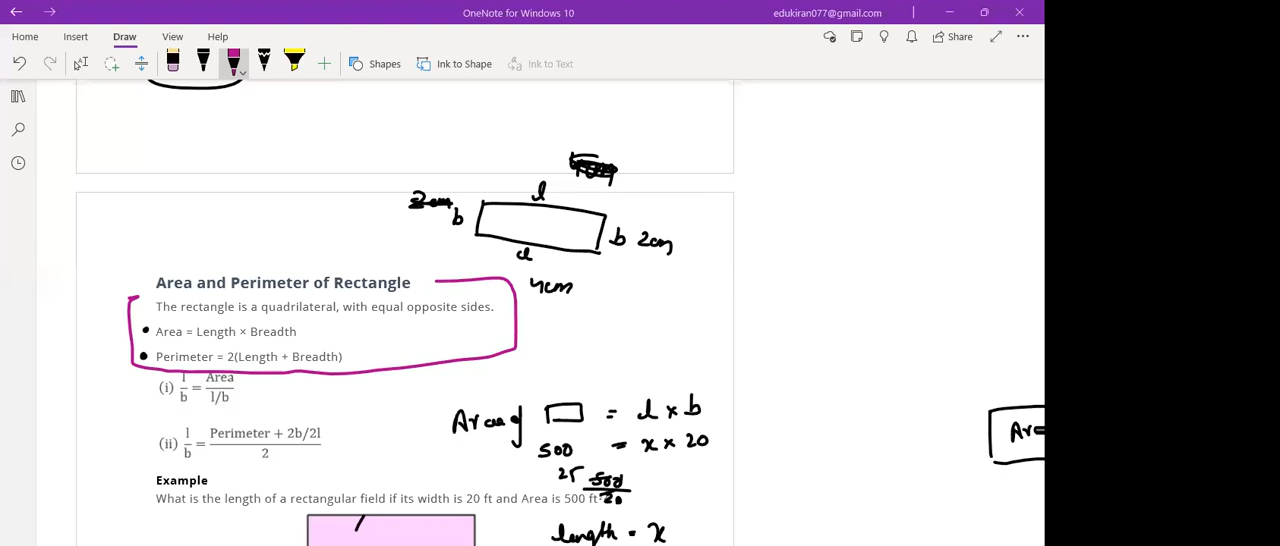 OneNote for Windows 10
edukiran077@gmail.com
Home Insert Draw View Help
Share
Shapes
Ink to Shape
Ink to Text
l
b
b 2cm
4cm
Area and Perimeter of Rectangle
The rectangle is a quadrilateral, with equal opposite sides.
• Area = Length × Breadth
• Perimeter = 2(Length + Breadth)
(i) l/b = Area / l/b
(ii) l/b = Perimeter + 2b/2l / 2
Area of ▭ = l × b
500 = x × 20
25 500/20
Example
What is the length of a rectangular field if its width is 20 ft and Area is 500 ft
length = x